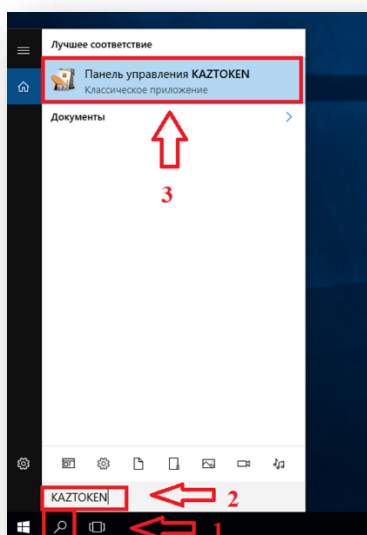 Лучшее соответствие
Панель управления KAZTOKEN
Классическое приложение
Документы
3
KAZTOKEN
2
1